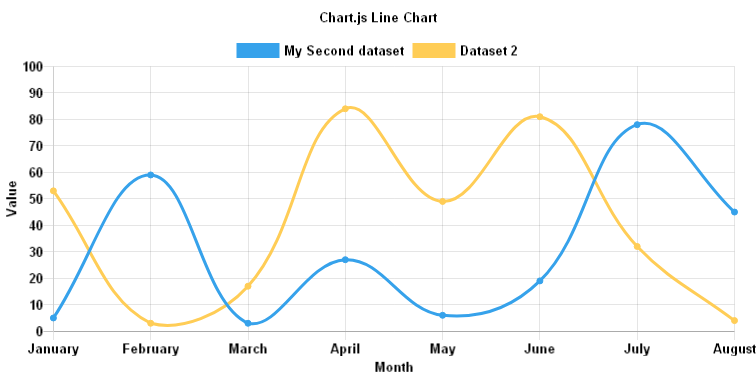 Chart.js Line Chart
My Second dataset Dataset 2
100
90
80
70
60
50
40
30
20
10
0
Value
January February March April May June July August
Month